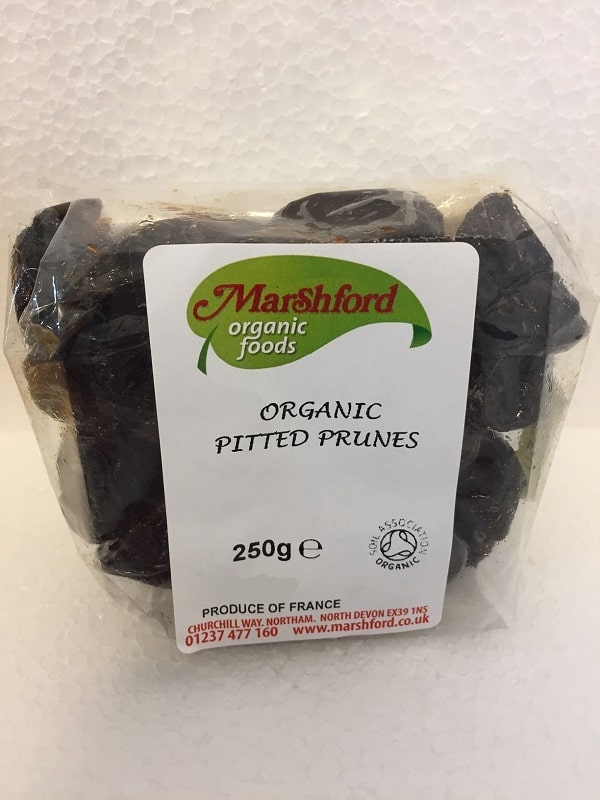 Marshford
organic
foods
ORGANIC
PITTED PRUNES
250g ℮
SOIL ASSOCIATION
ORGANIC
PRODUCE OF FRANCE
CHURCHILL WAY. NORTHAM. NORTH DEVON EX39 1NS
01237 477 160 www.marshford.co.uk